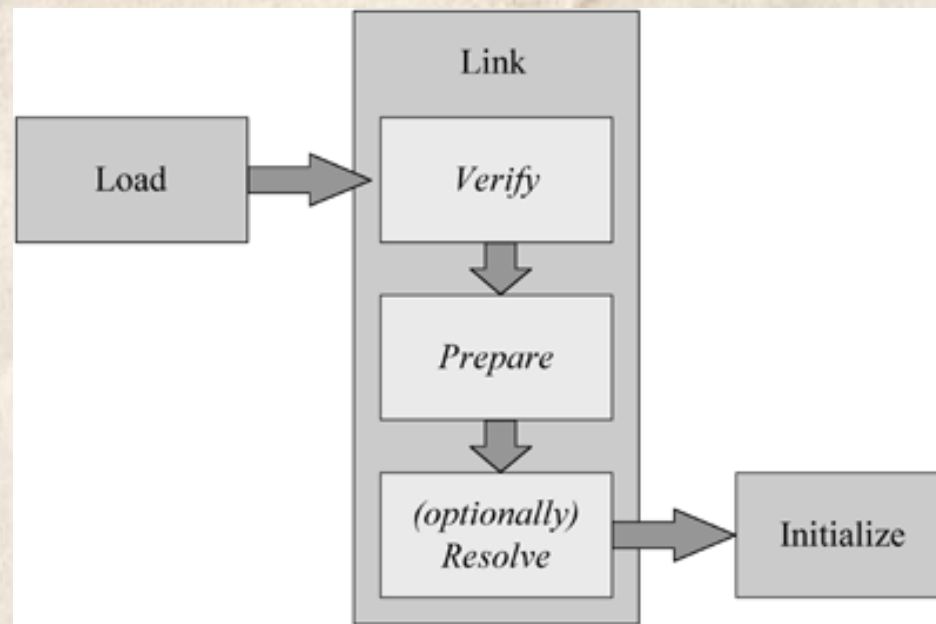 Link
Load
Verify
Prepare
(optionally)
Resolve
Initialize